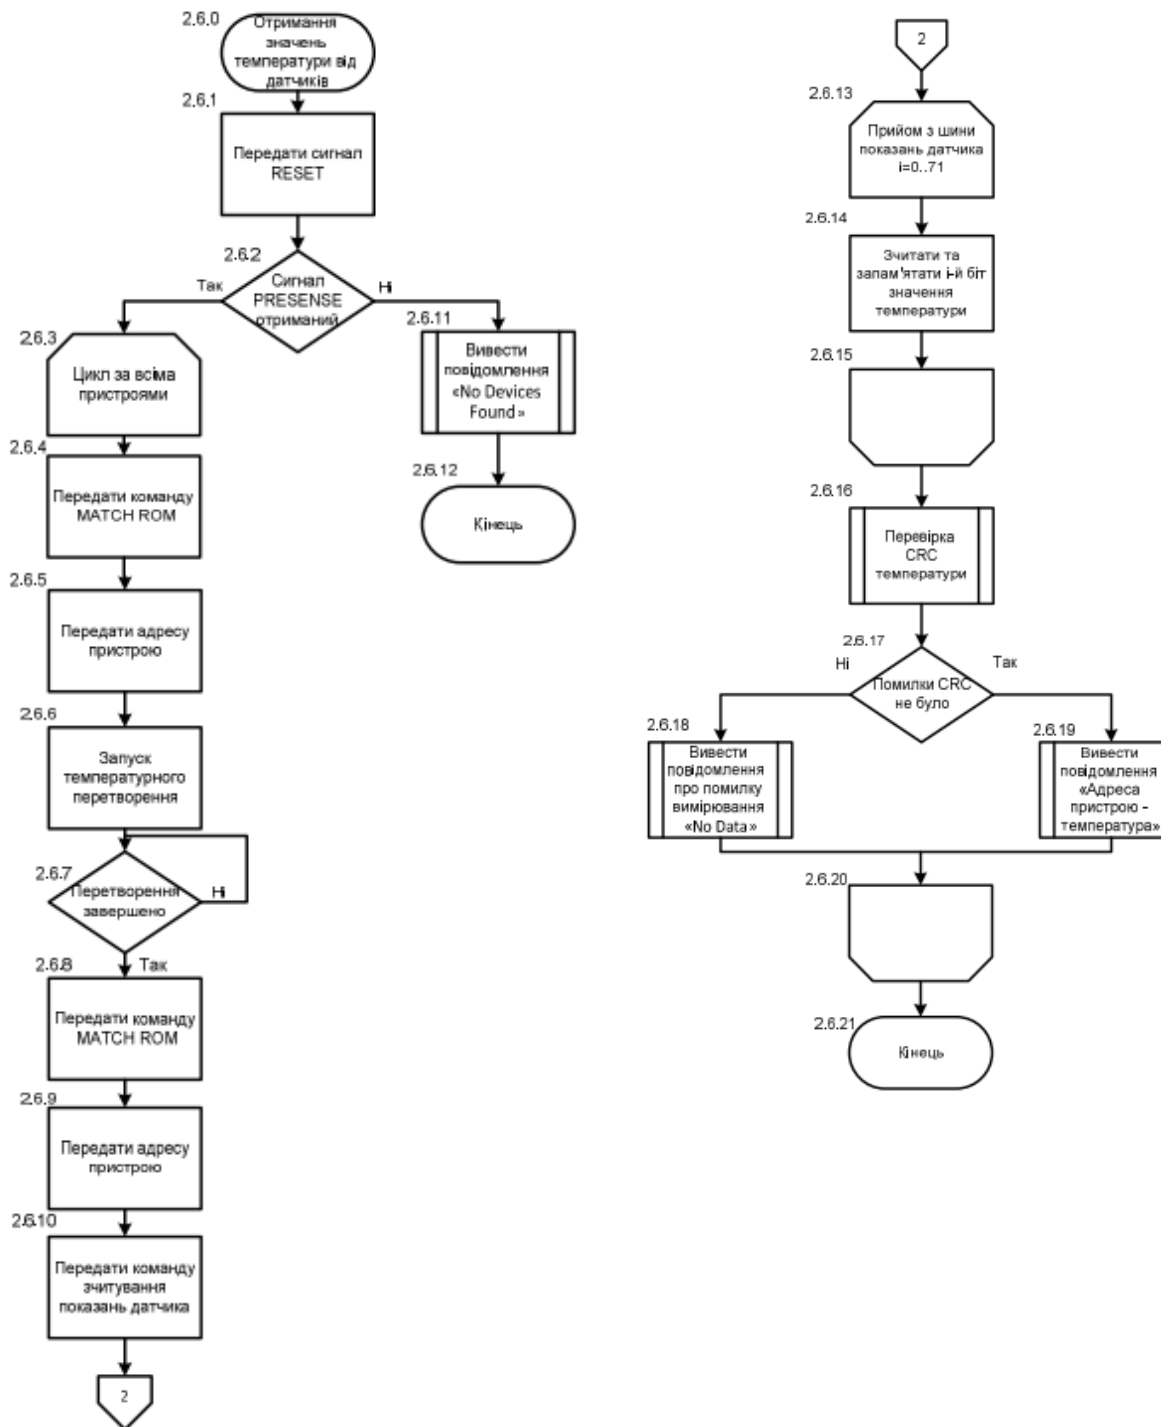 2.6.0
Отримання
значень
температури від
датчиків
2.6.1
Передати сигнал
RESET
2.6.2
Сигнал
PRESENSE
отриманий
Так
Ні
2.6.3
Цикл за всіма
пристроями
2.6.4
Передати команду
MATCH ROM
2.6.5
Передати адресу
пристрою
2.6.6
Запуск
температурного
перетворення
2.6.7
Перетворення
завершено
Ні
Так
2.6.8
Передати команду
MATCH ROM
2.6.9
Передати адресу
пристрою
2.6.10
Передати команду
зчитування
показань датчика
2
2.6.11
Вивести
повідомлення
«No Devices
Found»
2.6.12
Кінець
2
2.6.13
Прийом з шини
показань датчика
i=0..71
2.6.14
Зчитати та
запам'ятати і-й біт
значення
температури
2.6.15
2.6.16
Перевірка
CRC
температури
2.6.17
Помилки CRC
не було
Ні
Так
2.6.18
Вивести
повідомлення
про помилку
вимірювання
«No Data»
2.6.19
Вивести
повідомлення
«Адреса
пристрою -
температура»
2.6.20
2.6.21
Кінець